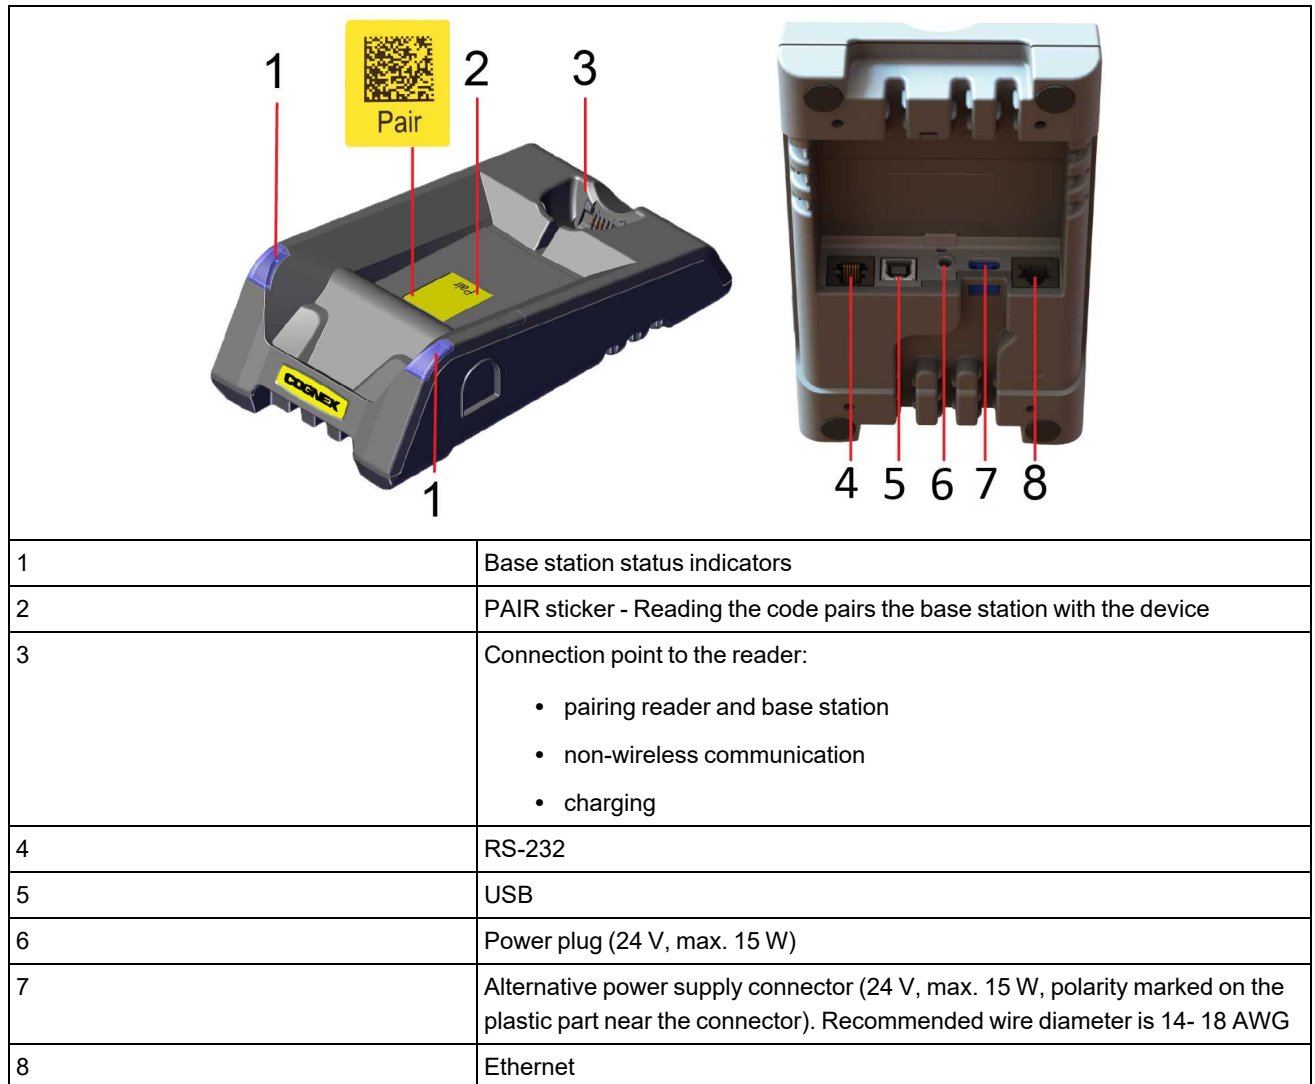 1
2
3
Pair
Pair
COGNEX
1
4 5 6 7 8
1 Base station status indicators
2 PAIR sticker - Reading the code pairs the base station with the device
3 Connection point to the reader:
• pairing reader and base station
• non-wireless communication
• charging
4 RS-232
5 USB
6 Power plug (24 V, max. 15 W)
7 Alternative power supply connector (24 V, max. 15 W, polarity marked on the
plastic part near the connector). Recommended wire diameter is 14- 18 AWG
8 Ethernet